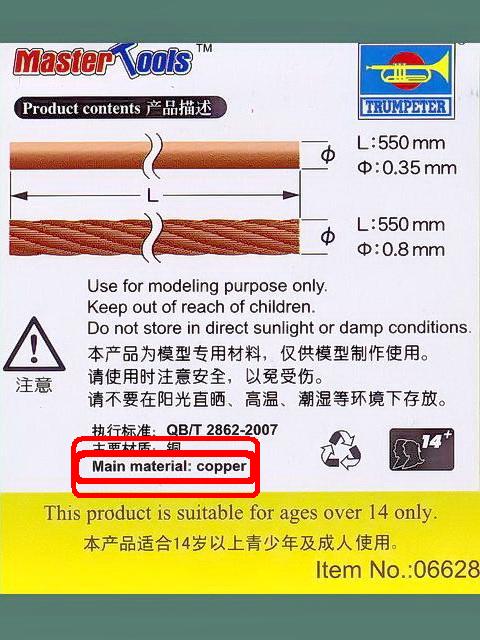 Master Tools™
TRUMPETER
Product contents 产品描述
L:550 mm
Φ:0.35 mm
Φ
L
L:550 mm
Φ:0.8 mm
Φ
Use for modeling purpose only.
Keep out of reach of children.
Do not store in direct sunlight or damp conditions.
本产品为模型专用材料，仅供模型制作使用。
请使用时注意安全，以免受伤。
请不要在阳光直晒、高温、潮湿等环境下存放。
注意
执行标准: QB/T 2862-2007
主要材质: 铜
Main material: copper
14+
This product is suitable for ages over 14 only.
本产品适合14岁以上青少年及成人使用。
Item No.:06628